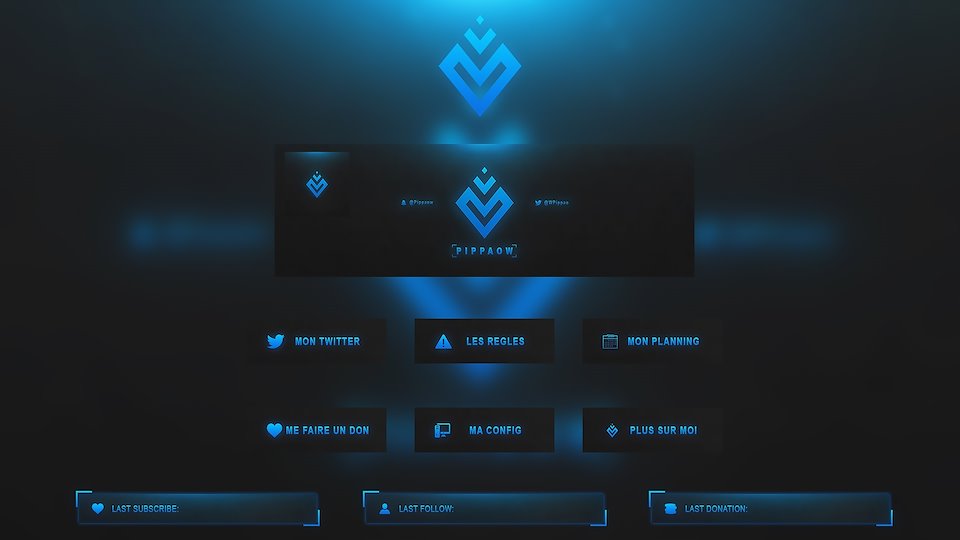 @Pippaow
@WPippao
PIPPAOW
MON TWITTER
LES REGLES
MON PLANNING
ME FAIRE UN DON
MA CONFIG
PLUS SUR MOI
LAST SUBSCRIBE:
LAST FOLLOW:
LAST DONATION: